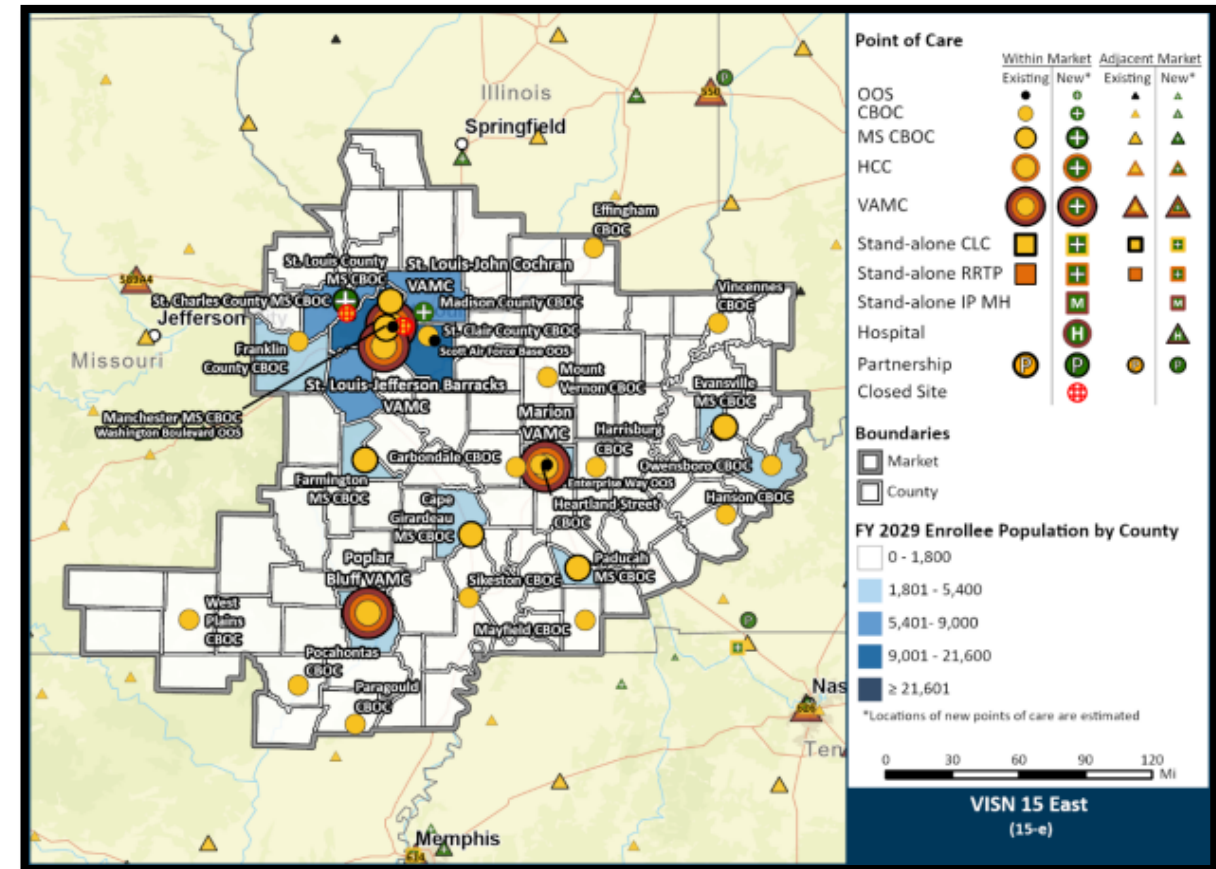 Illinois
Springfield
Effingham
CBOC
St. Louis County
MS CBOC
St. Louis-John Cochran
VAMC
Vincennes
CBOC
589A4
550
St. Charles County MS CBOC
Madison County CBOC
Jefferson City
St. Clair County CBOC
Scott Air Force Base OOS
Missouri
Franklin
County CBOC
Mount
Vernon CBOC
St. Louis-Jefferson Barracks
VAMC
Evansville
MS CBOC
Manchester MS CBOC
Washington Boulevard OOS
Marion
VAMC
Harrisburg
CBOC
Carbondale CBOC
Owensboro CBOC
Farmington
MS CBOC
Enterprise Way OOS
Hanson CBOC
Heartland Street
CBOC
Cape
Girardeau
MS CBOC
Poplar
Bluff VAMC
Sikeston CBOC
Paducah
MS CBOC
West
Plains
CBOC
Mayfield CBOC
Pocahontas
CBOC
Paragould
CBOC
Nas
Ten
Memphis
614
Point of Care
Within Market Adjacent Market
Existing New* Existing New*
OOS
CBOC
MS CBOC
HCC
VAMC
Stand-alone CLC
Stand-alone RRTP
Stand-alone IP MH
M
M
Hospital
H
H
Partnership
P
P
P
P
Closed Site
Boundaries
Market
County
FY 2029 Enrollee Population by County
0 - 1,800
1,801 - 5,400
5,401- 9,000
9,001 - 21,600
≥ 21,601
*Locations of new points of care are estimated
0 30 60 90 120
Mi
VISN 15 East
(15-e)